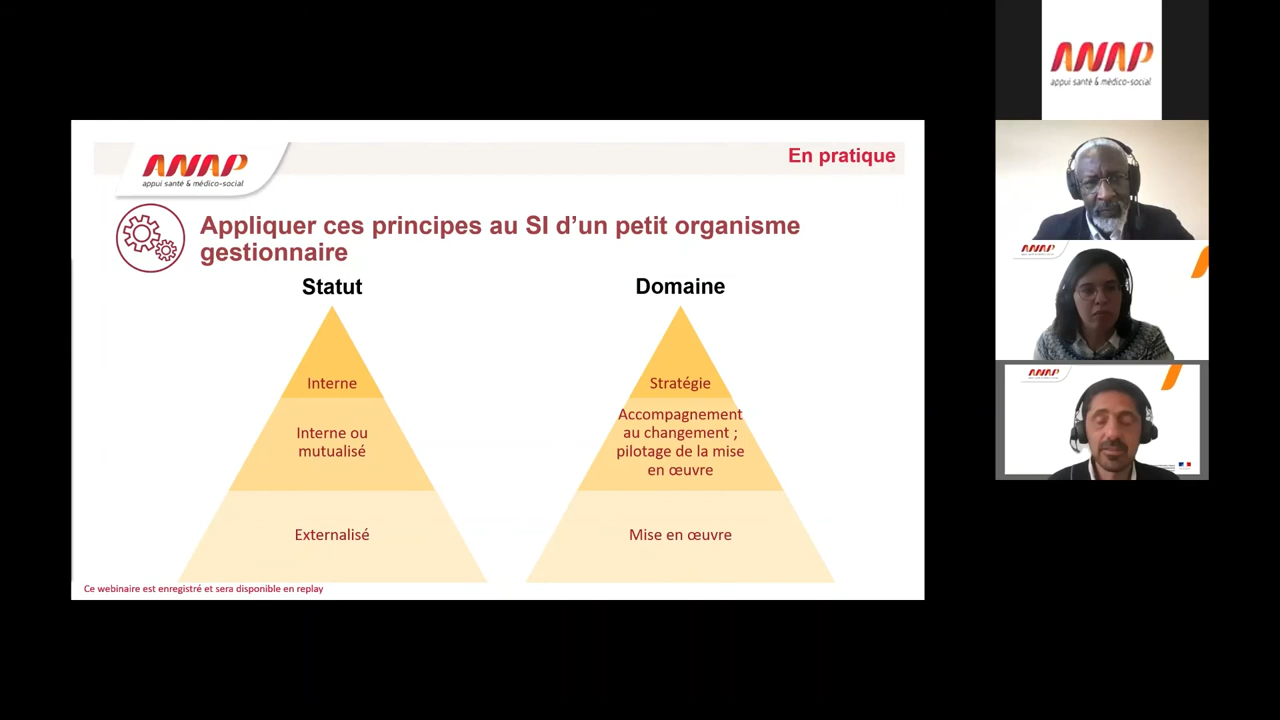 ANAP
appui santé & médico-social
En pratique
Appliquer ces principes au SI d’un petit organisme
gestionnaire
Statut
Interne
Interne ou
mutualisé
Externalisé
Domaine
Stratégie
Accompagnement
au changement ;
pilotage de la mise
en œuvre
Mise en œuvre
Ce webinaire est enregistré et sera disponible en replay
ANAP
appui santé & médico-social
ANAP
ANAP